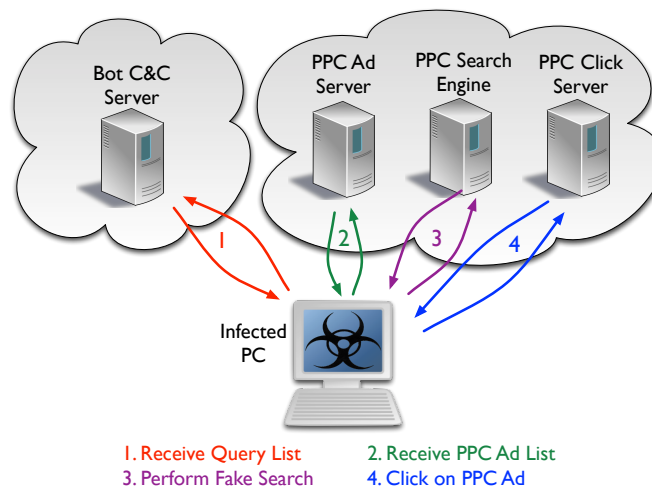 Bot C&C
Server
PPC Ad
Server
PPC Search
Engine
PPC Click
Server
1
2
3
4
Infected
PC
1. Receive Query List
2. Receive PPC Ad List
3. Perform Fake Search
4. Click on PPC Ad